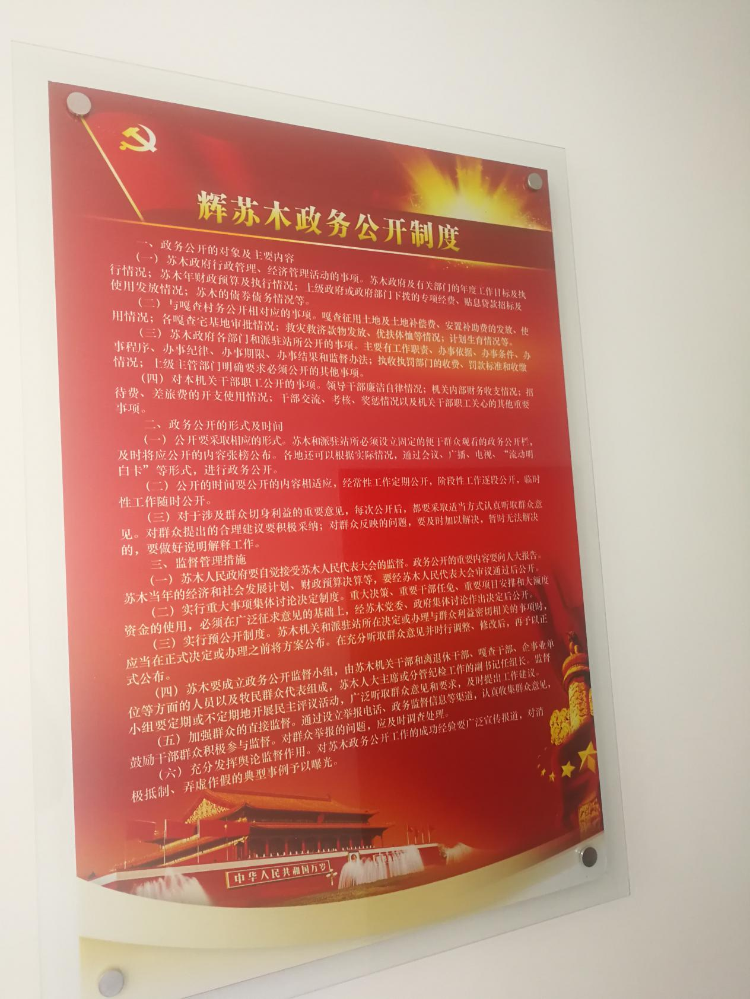 辉苏木政务公开制度
一、政务公开的对象及主要内容
（一）苏木政府行政管理、经济管理活动的事项。苏木政府及有关部门的年度工作目标及执
行情况；苏木年财政预算及执行情况；上级政府或政府部门下拨的专项经费、贴息贷款招标及
使用发放情况；苏木的债券债务情况等。
（二）与嘎查村务公开相对应的事项。嘎查征用土地及土地补偿费、安置补助费的发放、使
用情况；各嘎查宅基地审批情况；救灾救济款物发放、优扶体恤等情况；计划生育情况等。
（三）苏木政府各部门和派驻站所公开的事项。主要有工作职责、办事依据、办事条件、办
事程序、办事纪律、办事期限、办事结果和监督办法；执收执罚部门的收费、罚款标准和收缴
情况；上级主管部门明确要求必须公开的其他事项。
（四）对本机关干部职工公开的事项。领导干部廉洁自律情况；机关内部财务收支情况；招
待费、差旅费的开支使用情况；干部交流、考核、奖惩情况以及机关干部职工关心的其他重要
事项。
二、政务公开的形式及时间
（一）公开要采取相应的形式。苏木和派驻站所必须设立固定的便于群众观看的政务公开栏，
及时将应公开的内容张榜公布。各地还可以根据实际情况，通过会议、广播、电视、“流动明
白卡”等形式，进行政务公开。
（二）公开的时间要公开的内容相适应，经常性工作定期公开，阶段性工作逐段公开，临时
性工作随时公开。
（三）对于涉及群众切身利益的重要意见，每次公开后，都要采取适当方式认真听取群众意
见。对群众提出的合理建议要积极采纳；对群众反映的问题，要及时加以解决，暂时无法解决
的，要做好说明解释工作。
三、监督管理措施
（一）苏木人民政府要自觉接受苏木人民代表大会的监督。政务公开的重要内容要向人大报告。
苏木当年的经济和社会发展计划、财政预算决算等，要经苏木人民代表大会审议通过后公开。
（二）实行重大事项集体讨论决定制度。重大决策、重要干部任免、重要项目安排和大额度
资金的使用，必须在广泛征求意见的基础上，经苏木党委、政府集体讨论作出决定后公开。
（三）实行预公开制度。苏木机关和派驻站所在决定或办理与群众利益密切相关的事项时，
应当在正式决定或办理之前将方案公布。在充分听取群众意见并时行调整、修改后，再予以正
式公布。
（四）苏木要成立政务公开监督小组，由苏木机关干部和离退休干部、嘎查干部、企事业单
位等方面的人员以及牧民群众代表组成，苏木人大主席或分管纪检工作的副书记任组长。监督
小组要定期或不定期地开展民主评议活动，广泛听取群众意见和要求，及时提出工作建议。
（五）加强群众的直接监督。通过设立举报电话、政务监督信息等渠道，认真收集群众意见，
鼓励干部群众积极参与监督。对群众举报的问题，应及时调查处理。
（六）充分发挥舆论监督作用。对苏木政务公开工作的成功经验要广泛宣传报道，对消
极抵制、弄虚作假的典型事例予以曝光。
中华人民共和国万岁